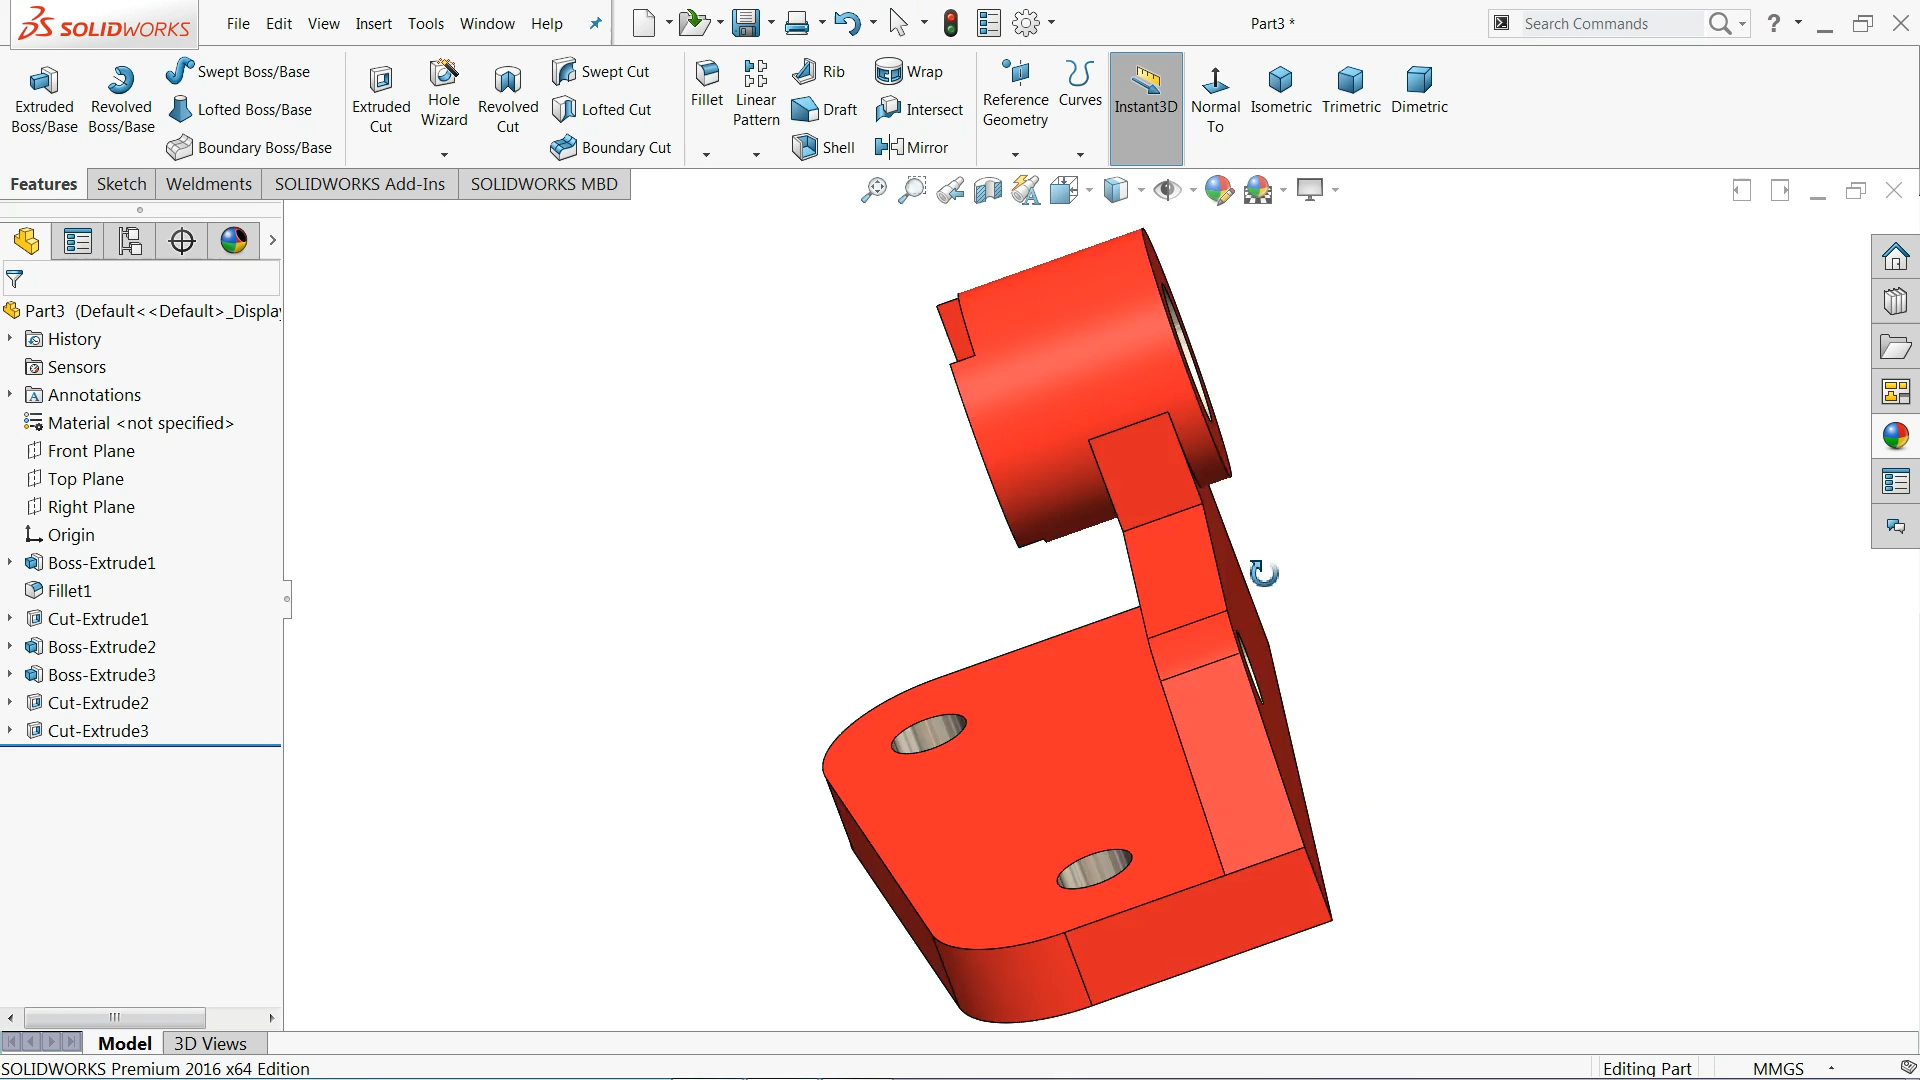 SOLIDWORKS File Edit View Insert Tools Window Help Part3 * Search Commands ?
Extruded Boss/Base
Revolved Boss/Base
Swept Boss/Base
Lofted Boss/Base
Boundary Boss/Base
Extruded Cut
Hole Wizard
Revolved Cut
Swept Cut
Lofted Cut
Boundary Cut
Fillet
Linear Pattern
Rib
Draft
Shell
Wrap
Intersect
Mirror
Reference Geometry
Curves
Instant3D
Normal To
Isometric
Trimetric
Dimetric
Features Sketch Weldments SOLIDWORKS Add-Ins SOLIDWORKS MBD
Part3 (Default<<Default>_Displa
History
Sensors
Annotations
Material <not specified>
Front Plane
Top Plane
Right Plane
Origin
Boss-Extrude1
Fillet1
Cut-Extrude1
Boss-Extrude2
Boss-Extrude3
Cut-Extrude2
Cut-Extrude3
Model 3D Views
SOLIDWORKS Premium 2016 x64 Edition Editing Part MMGS